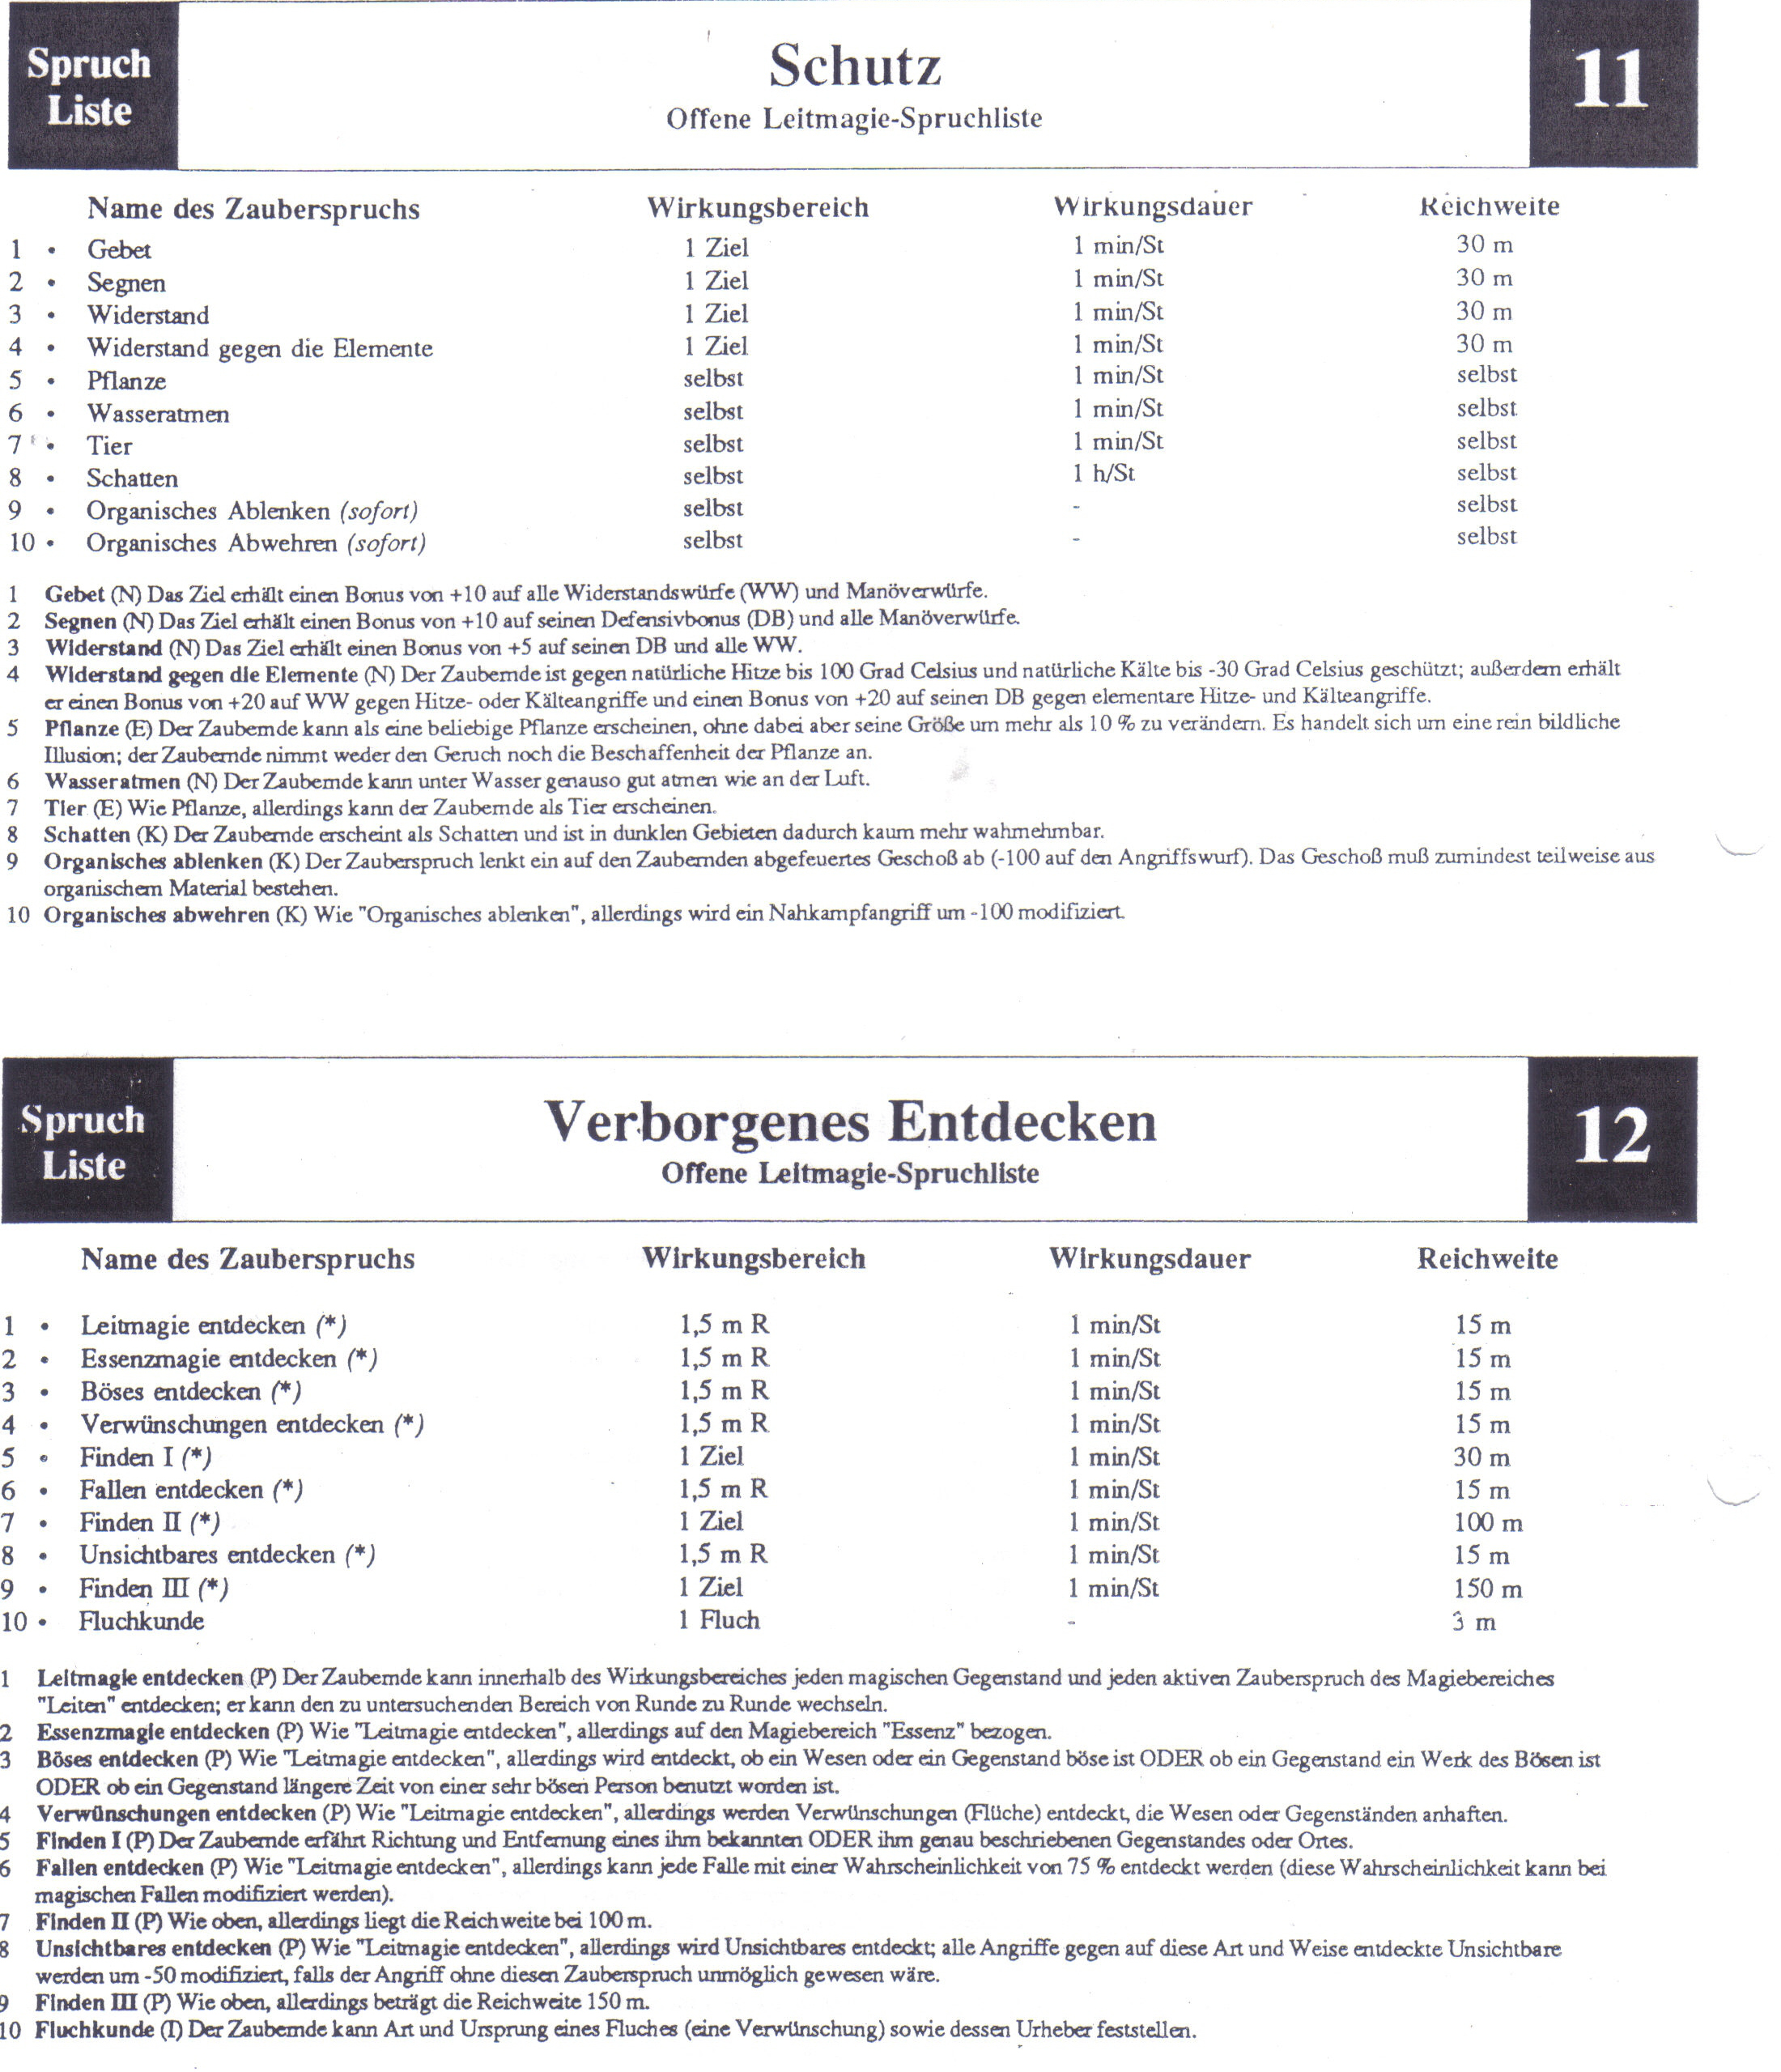 Spruch
Liste
Schutz
Offene Leitmagie-Spruchliste
11
Name des Zauberspruchs Wirkungsbereich Wirkungsdauer Reichweite
1 • Gebet 1 Ziel 1 min/St 30 m
2 • Segnen 1 Ziel 1 min/St 30 m
3 • Widerstand 1 Ziel 1 min/St 30 m
4 • Widerstand gegen die Elemente 1 Ziel 1 min/St 30 m
5 • Pflanze selbst 1 min/St selbst
6 • Wasseratmen selbst 1 min/St selbst
7 • Tier selbst 1 min/St selbst
8 • Schatten selbst 1 h/St selbst
9 • Organisches Ablenken (sofort) selbst - selbst
10 • Organisches Abwehren (sofort) selbst - selbst
1 Gebet (N) Das Ziel erhält einen Bonus von +10 auf alle Widerstandswürfe (WW) und Manöverwürfe.
2 Segnen (N) Das Ziel erhält einen Bonus von +10 auf seinen Defensivbonus (DB) und alle Manöverwürfe.
3 Widerstand (N) Das Ziel erhält einen Bonus von +5 auf seinen DB und alle WW.
4 Widerstand gegen die Elemente (N) Der Zaubernde ist gegen natürliche Hitze bis 100 Grad Celsius und natürliche Kälte bis -30 Grad Celsius geschützt; außerdem erhält
er einen Bonus von +20 auf WW gegen Hitze- oder Kälteangriffe und einen Bonus von +20 auf seinen DB gegen elementare Hitze- und Kälteangriffe.
5 Pflanze (E) Der Zaubernde kann als eine beliebige Pflanze erscheinen, ohne dabei aber seine Größe um mehr als 10 % zu verändern. Es handelt sich um eine rein bildliche
Illusion; der Zaubernde nimmt weder den Geruch noch die Beschaffenheit der Pflanze an.
6 Wasseratmen (N) Der Zaubernde kann unter Wasser genauso gut atmen wie an der Luft.
7 Tier (E) Wie Pflanze, allerdings kann der Zaubernde als Tier erscheinen.
8 Schatten (K) Der Zaubernde erscheint als Schatten und ist in dunklen Gebieten dadurch kaum mehr wahrnehmbar.
9 Organisches ablenken (K) Der Zauberspruch lenkt ein auf den Zaubernden abgefeuertes Geschoß ab (-100 auf den Angriffswurf). Das Geschoß muß zumindest teilweise aus
organischem Material bestehen.
10 Organisches abwehren (K) Wie "Organisches ablenken", allerdings wird ein Nahkampfangriff um -100 modifiziert.
Spruch
Liste
Verborgenes Entdecken
Offene Leitmagie-Spruchliste
12
Name des Zauberspruchs Wirkungsbereich Wirkungsdauer Reichweite
1 • Leitmagie entdecken (*) 1,5 m R 1 min/St 15 m
2 • Essenzmagie entdecken (*) 1,5 m R 1 min/St 15 m
3 • Böses entdecken (*) 1,5 m R 1 min/St 15 m
4 • Verwünschungen entdecken (*) 1,5 m R 1 min/St 15 m
5 • Finden I (*) 1 Ziel 1 min/St 30 m
6 • Fallen entdecken (*) 1,5 m R 1 min/St 15 m
7 • Finden II (*) 1 Ziel 1 min/St 100 m
8 • Unsichtbares entdecken (*) 1,5 m R 1 min/St 15 m
9 • Finden III (*) 1 Ziel 1 min/St 150 m
10 • Fluchkunde 1 Fluch - 3 m
1 Leitmagie entdecken (P) Der Zaubernde kann innerhalb des Wirkungsbereiches jeden magischen Gegenstand und jeden aktiven Zauberspruch des Magiebereiches
"Leiten" entdecken; er kann den zu untersuchenden Bereich von Runde zu Runde wechseln.
2 Essenzmagie entdecken (P) Wie "Leitmagie entdecken", allerdings auf den Magiebereich "Essenz" bezogen.
3 Böses entdecken (P) Wie "Leitmagie entdecken", allerdings wird entdeckt, ob ein Wesen oder ein Gegenstand böse ist ODER ob ein Gegenstand ein Werk des Bösen ist
ODER ob ein Gegenstand längere Zeit von einer sehr bösen Person benutzt worden ist.
4 Verwünschungen entdecken (P) Wie "Leitmagie entdecken", allerdings werden Verwünschungen (Flüche) entdeckt, die Wesen oder Gegenständen anhaften.
5 Finden I (P) Der Zaubernde erfährt Richtung und Entfernung eines ihm bekannten ODER ihm genau beschriebenen Gegenstandes oder Ortes.
6 Fallen entdecken (P) Wie "Leitmagie entdecken", allerdings kann jede Falle mit einer Wahrscheinlichkeit von 75 % entdeckt werden (diese Wahrscheinlichkeit kann bei
magischen Fallen modifiziert werden).
7 Finden II (P) Wie oben, allerdings liegt die Reichweite bei 100 m.
8 Unsichtbares entdecken (P) Wie "Leitmagie entdecken", allerdings wird Unsichtbares entdeckt; alle Angriffe gegen auf diese Art und Weise entdeckte Unsichtbare
werden um -50 modifiziert, falls der Angriff ohne diesen Zauberspruch unmöglich gewesen wäre.
9 Finden III (P) Wie oben, allerdings beträgt die Reichweite 150 m.
10 Fluchkunde (I) Der Zaubernde kann Art und Ursprung eines Fluches (eine Verwünschung) sowie dessen Urheber feststellen.